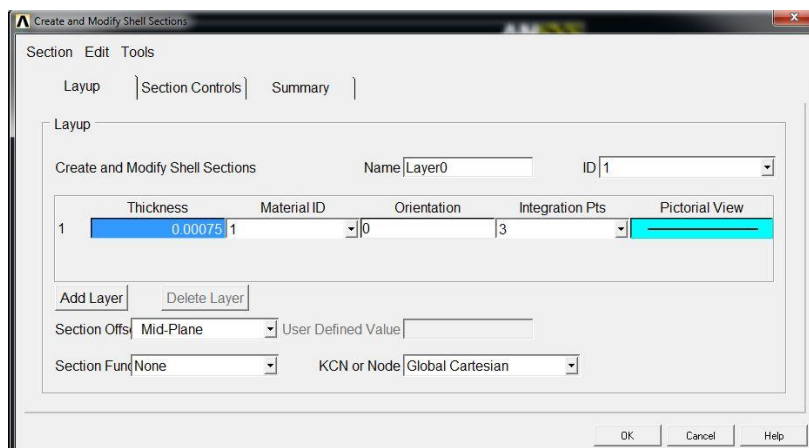 Create and Modify Shell Sections
Section Edit Tools
Layup Section Controls Summary
Layup
Create and Modify Shell Sections Name Layer0 ID 1
Thickness Material ID Orientation Integration Pts Pictorial View
1 0.00075 1 0 3
Add Layer Delete Layer
Section Offs Mid-Plane User Defined Value
Section Func None KCN or Node Global Cartesian
OK Cancel Help